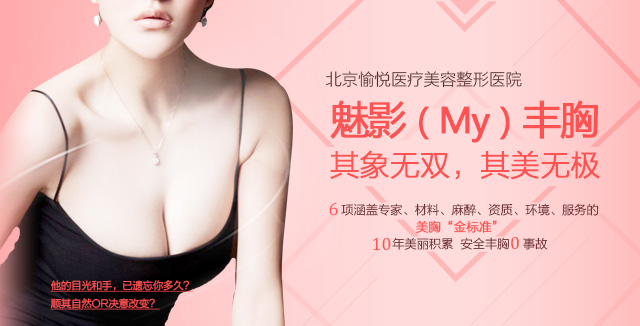 北京愉悦医疗美容整形医院
魅影（My）丰胸
其象无双，其美无极
6项涵盖专家、材料、麻醉、资质、环境、服务的
美胸“金标准”
10年美丽积累 安全丰胸0事故
他的目光和手，已遗忘你多久？
顺其自然OR决意改变？